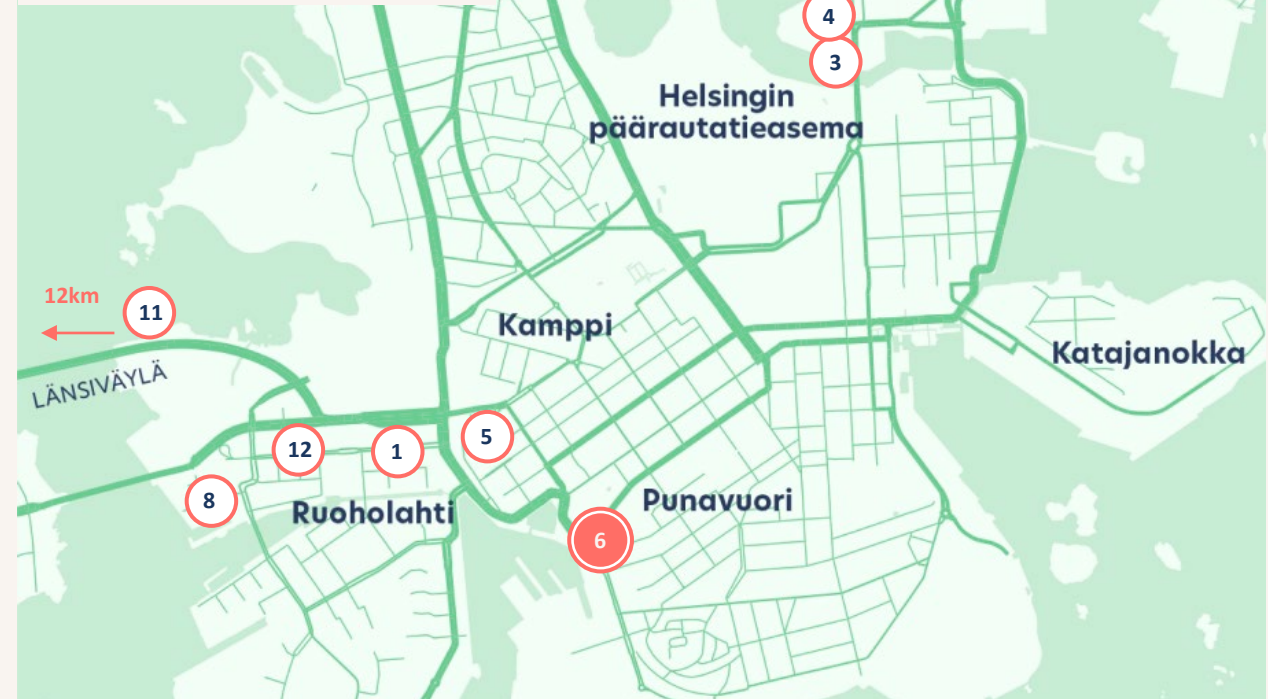 4
3
Helsingin
päärautatieasema
12km
11
Kamppi
Katajanokka
LÄNSIVÄYLÄ
5
12
1
8
Ruoholahti
Punavuori
6